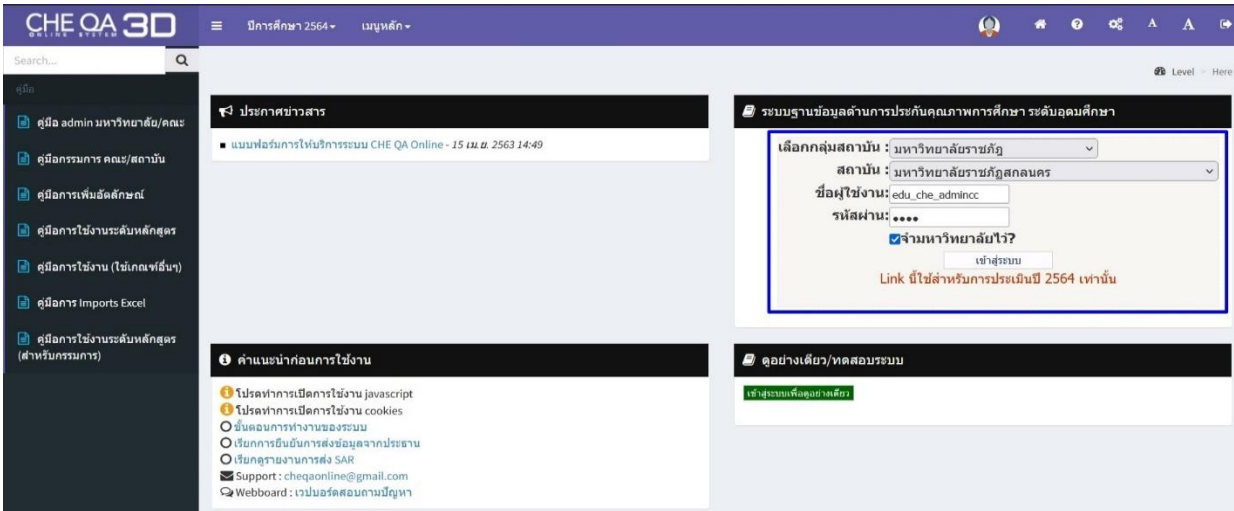 CHE QA 3D
ONLINE SYSTEM
ปีการศึกษา 2564
เมนูหลัก
A A
Search...
Level > Here
คู่มือ
คู่มือ admin มหาวิทยาลัย/คณะ
คู่มือกรรมการ คณะ/สถาบัน
คู่มือการเพิ่มอัตลักษณ์
คู่มือการใช้งานระดับหลักสูตร
คู่มือการใช้งาน (ใช้เกณฑ์อื่นๆ)
คู่มือการ Imports Excel
คู่มือการใช้งานระดับหลักสูตร
(สำหรับกรรมการ)
ประกาศข่าวสาร
แบบฟอร์มการให้บริการระบบ CHE QA Online - 15 เม.ย. 2563 14:49
ระบบฐานข้อมูลด้านการประกันคุณภาพการศึกษา ระดับอุดมศึกษา
เลือกกลุ่มสถาบัน : มหาวิทยาลัยราชภัฏ
สถาบัน : มหาวิทยาลัยราชภัฏสกลนคร
ชื่อผู้ใช้งาน: edu_che_admincc
รหัสผ่าน: ••••
จำมหาวิทยาลัยไว้?
เข้าสู่ระบบ
Link นี้ใช้สำหรับการประเมินปี 2564 เท่านั้น
คำแนะนำก่อนการใช้งาน
โปรดทำการเปิดการใช้งาน javascript
โปรดทำการเปิดการใช้งาน cookies
ขั้นตอนการทำงานของระบบ
เรียกการยืนยันการส่งข้อมูลจากประธาน
เรียกดูรายงานการส่ง SAR
Support : cheqaonline@gmail.com
Webboard : เวปบอร์ดสอบถามปัญหา
ดูอย่างเดียว/ทดสอบระบบ
เข้าสู่ระบบเพื่อดูอย่างเดียว